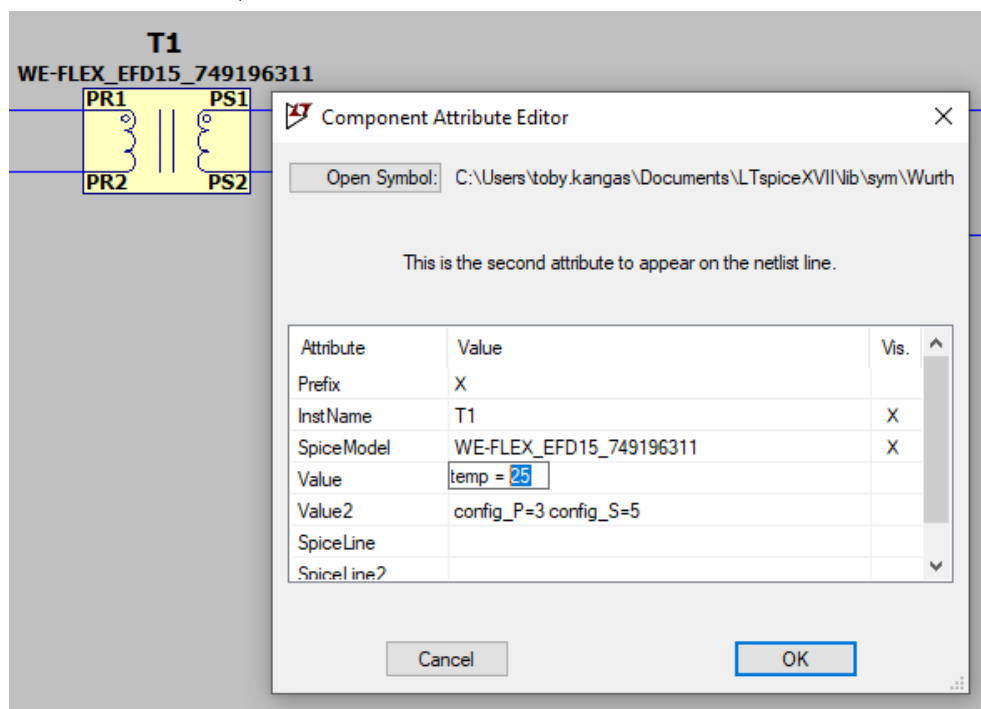 T1
WE-FLEX_EFD15_749196311
PR1 PS1
PR2 PS2
Component Attribute Editor
Open Symbol: C:\Users\toby.kangas\Documents\LTspiceXVII\lib\sym\Wurth
This is the second attribute to appear on the netlist line.
Attribute Value Vis.
Prefix X
InstName T1 X
SpiceModel WE-FLEX_EFD15_749196311 X
Value temp = 25
Value2 config_P=3 config_S=5
SpiceLine
SpiceLine2
Cancel OK